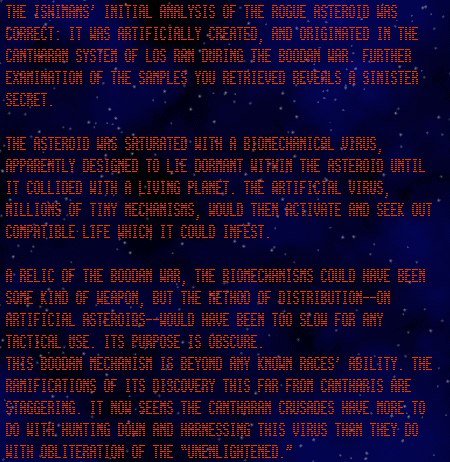 THE ISHIMANS' INITIAL ANALYSIS OF THE ROGUE ASTEROID WAS
CORRECT: IT WAS ARTIFICIALLY CREATED, AND ORIGINATED IN THE
CANTHARAN SYSTEM OF LOS RON DURING THE BOODAN WAR. FURTHER
EXAMINATION OF THE SAMPLES YOU RETRIEVED REVEALS A SINISTER
SECRET.

THE ASTEROID WAS SATURATED WITH A BIOMECHANICAL VIRUS,
APPARENTLY DESIGNED TO LIE DORMANT WITHIN THE ASTEROID UNTIL
IT COLLIDED WITH A LIVING PLANET. THE ARTIFICIAL VIRUS,
MILLIONS OF TINY MECHANISMS, WOULD THEN ACTIVATE AND SEEK OUT
COMPATIBLE LIFE WHICH IT COULD INFEST.

A RELIC OF THE BOODAN WAR, THE BIOMECHANISMS COULD HAVE BEEN
SOME KIND OF WEAPON, BUT THE METHOD OF DISTRIBUTION--ON
ARTIFICIAL ASTEROIDS--WOULD HAVE BEEN TOO SLOW FOR ANY
TACTICAL USE. ITS PURPOSE IS OBSCURE.
THIS BOODAN MECHANISM IS BEYOND ANY KNOWN RACES' ABILITY. THE
RAMIFICATIONS OF ITS DISCOVERY THIS FAR FROM CANTHARIS ARE
STAGGERING. IT NOW SEEMS THE CANTHARAN CRUSADES HAVE MORE TO
DO WITH HUNTING DOWN AND HARNESSING THIS VIRUS THAN THEY DO
WITH OBLITERATION OF THE "UNENLIGHTENED."